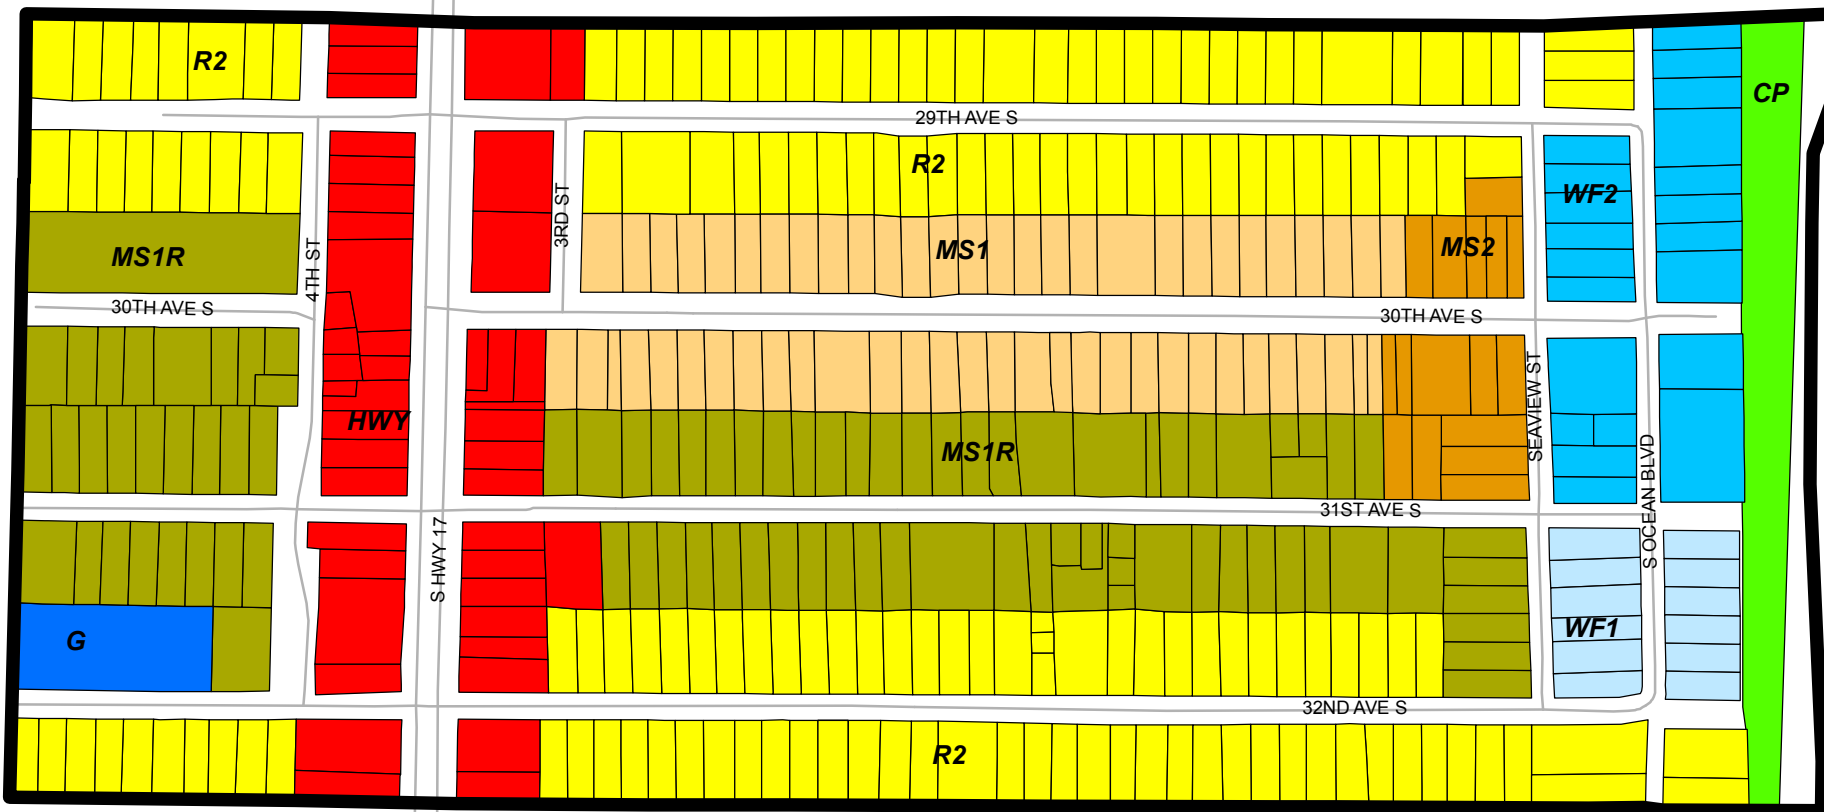 R2
CP
29TH AVE S
R2
WF2
3RD ST
MS1R
4TH ST
MS1
MS2
30TH AVE S
30TH AVE S
HWY
SEAVIEW ST
MS1R
S OCEAN BLVD
31ST AVE S
S HWY 17
G
WF1
32ND AVE S
R2